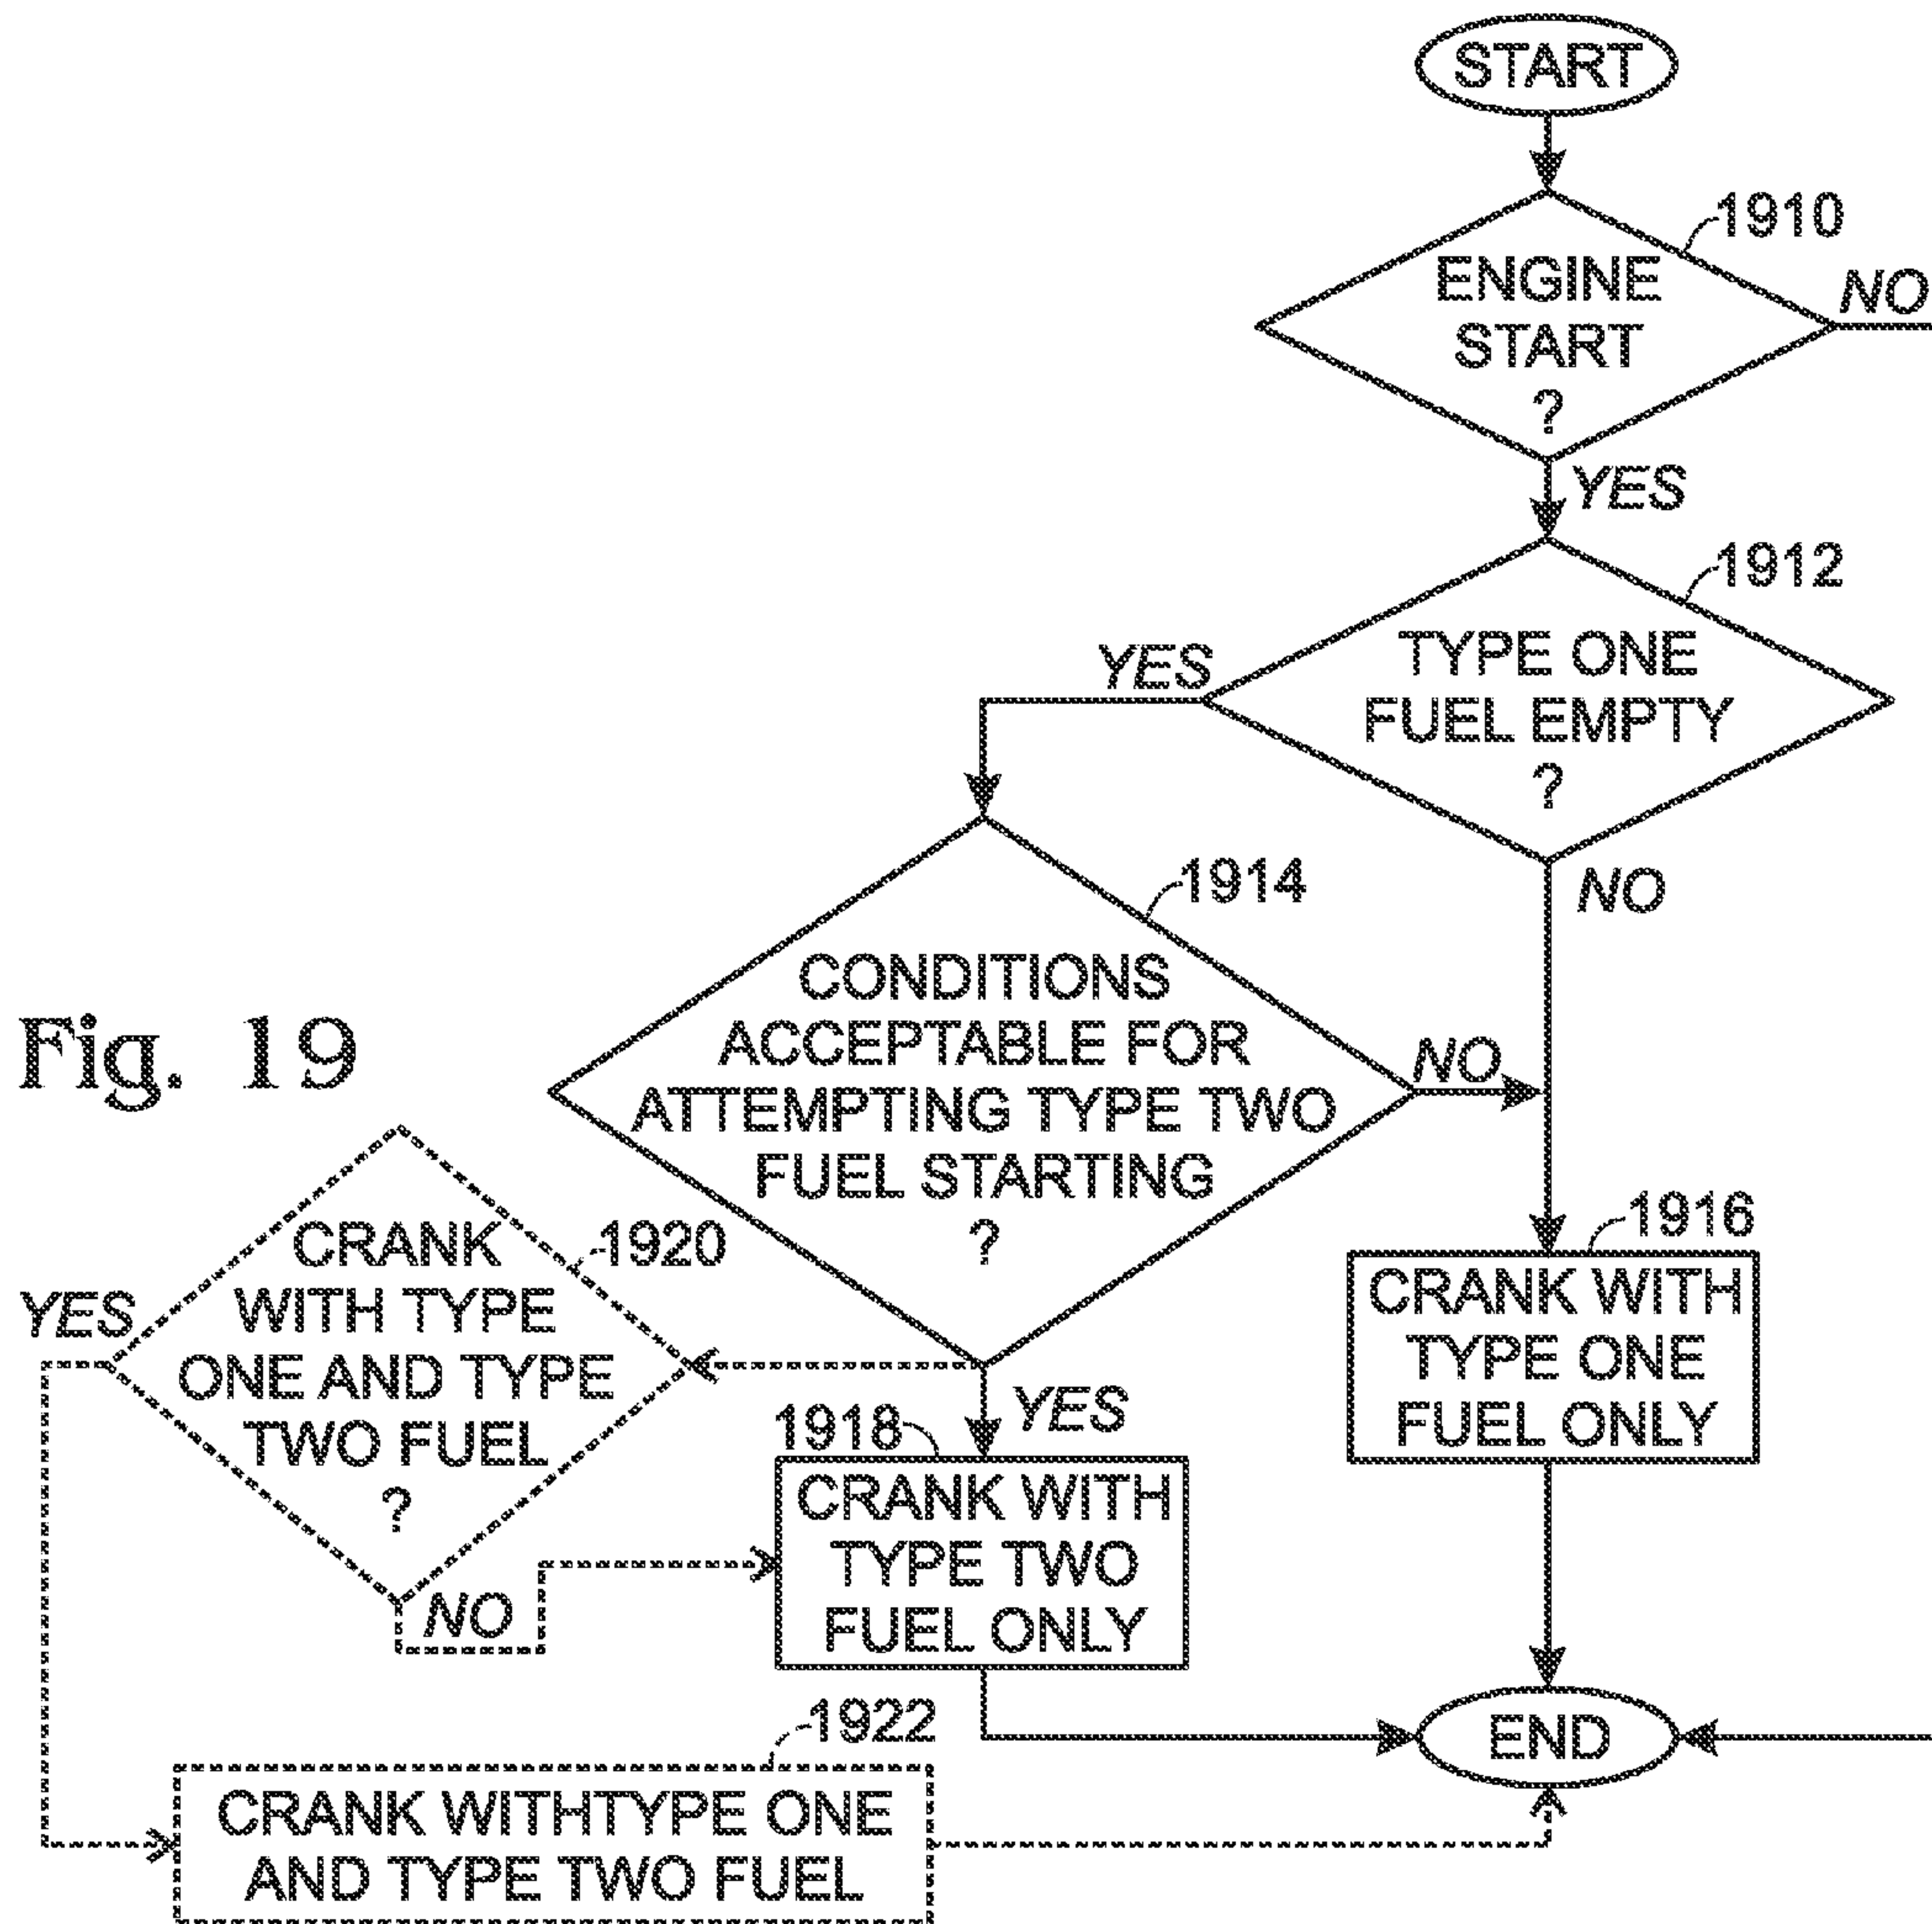 START
1910
ENGINE
START
?
NO
YES
1912
TYPE ONE
FUEL EMPTY
?
YES
NO
1914
CONDITIONS
ACCEPTABLE FOR
ATTEMPTING TYPE TWO
FUEL STARTING
?
NO
YES
Fig. 19
1920
CRANK
WITH TYPE
ONE AND TYPE
TWO FUEL
?
YES
NO
1916
CRANK WITH
TYPE ONE
FUEL ONLY
1918
CRANK WITH
TYPE TWO
FUEL ONLY
1922
CRANK WITHTYPE ONE
AND TYPE TWO FUEL
END